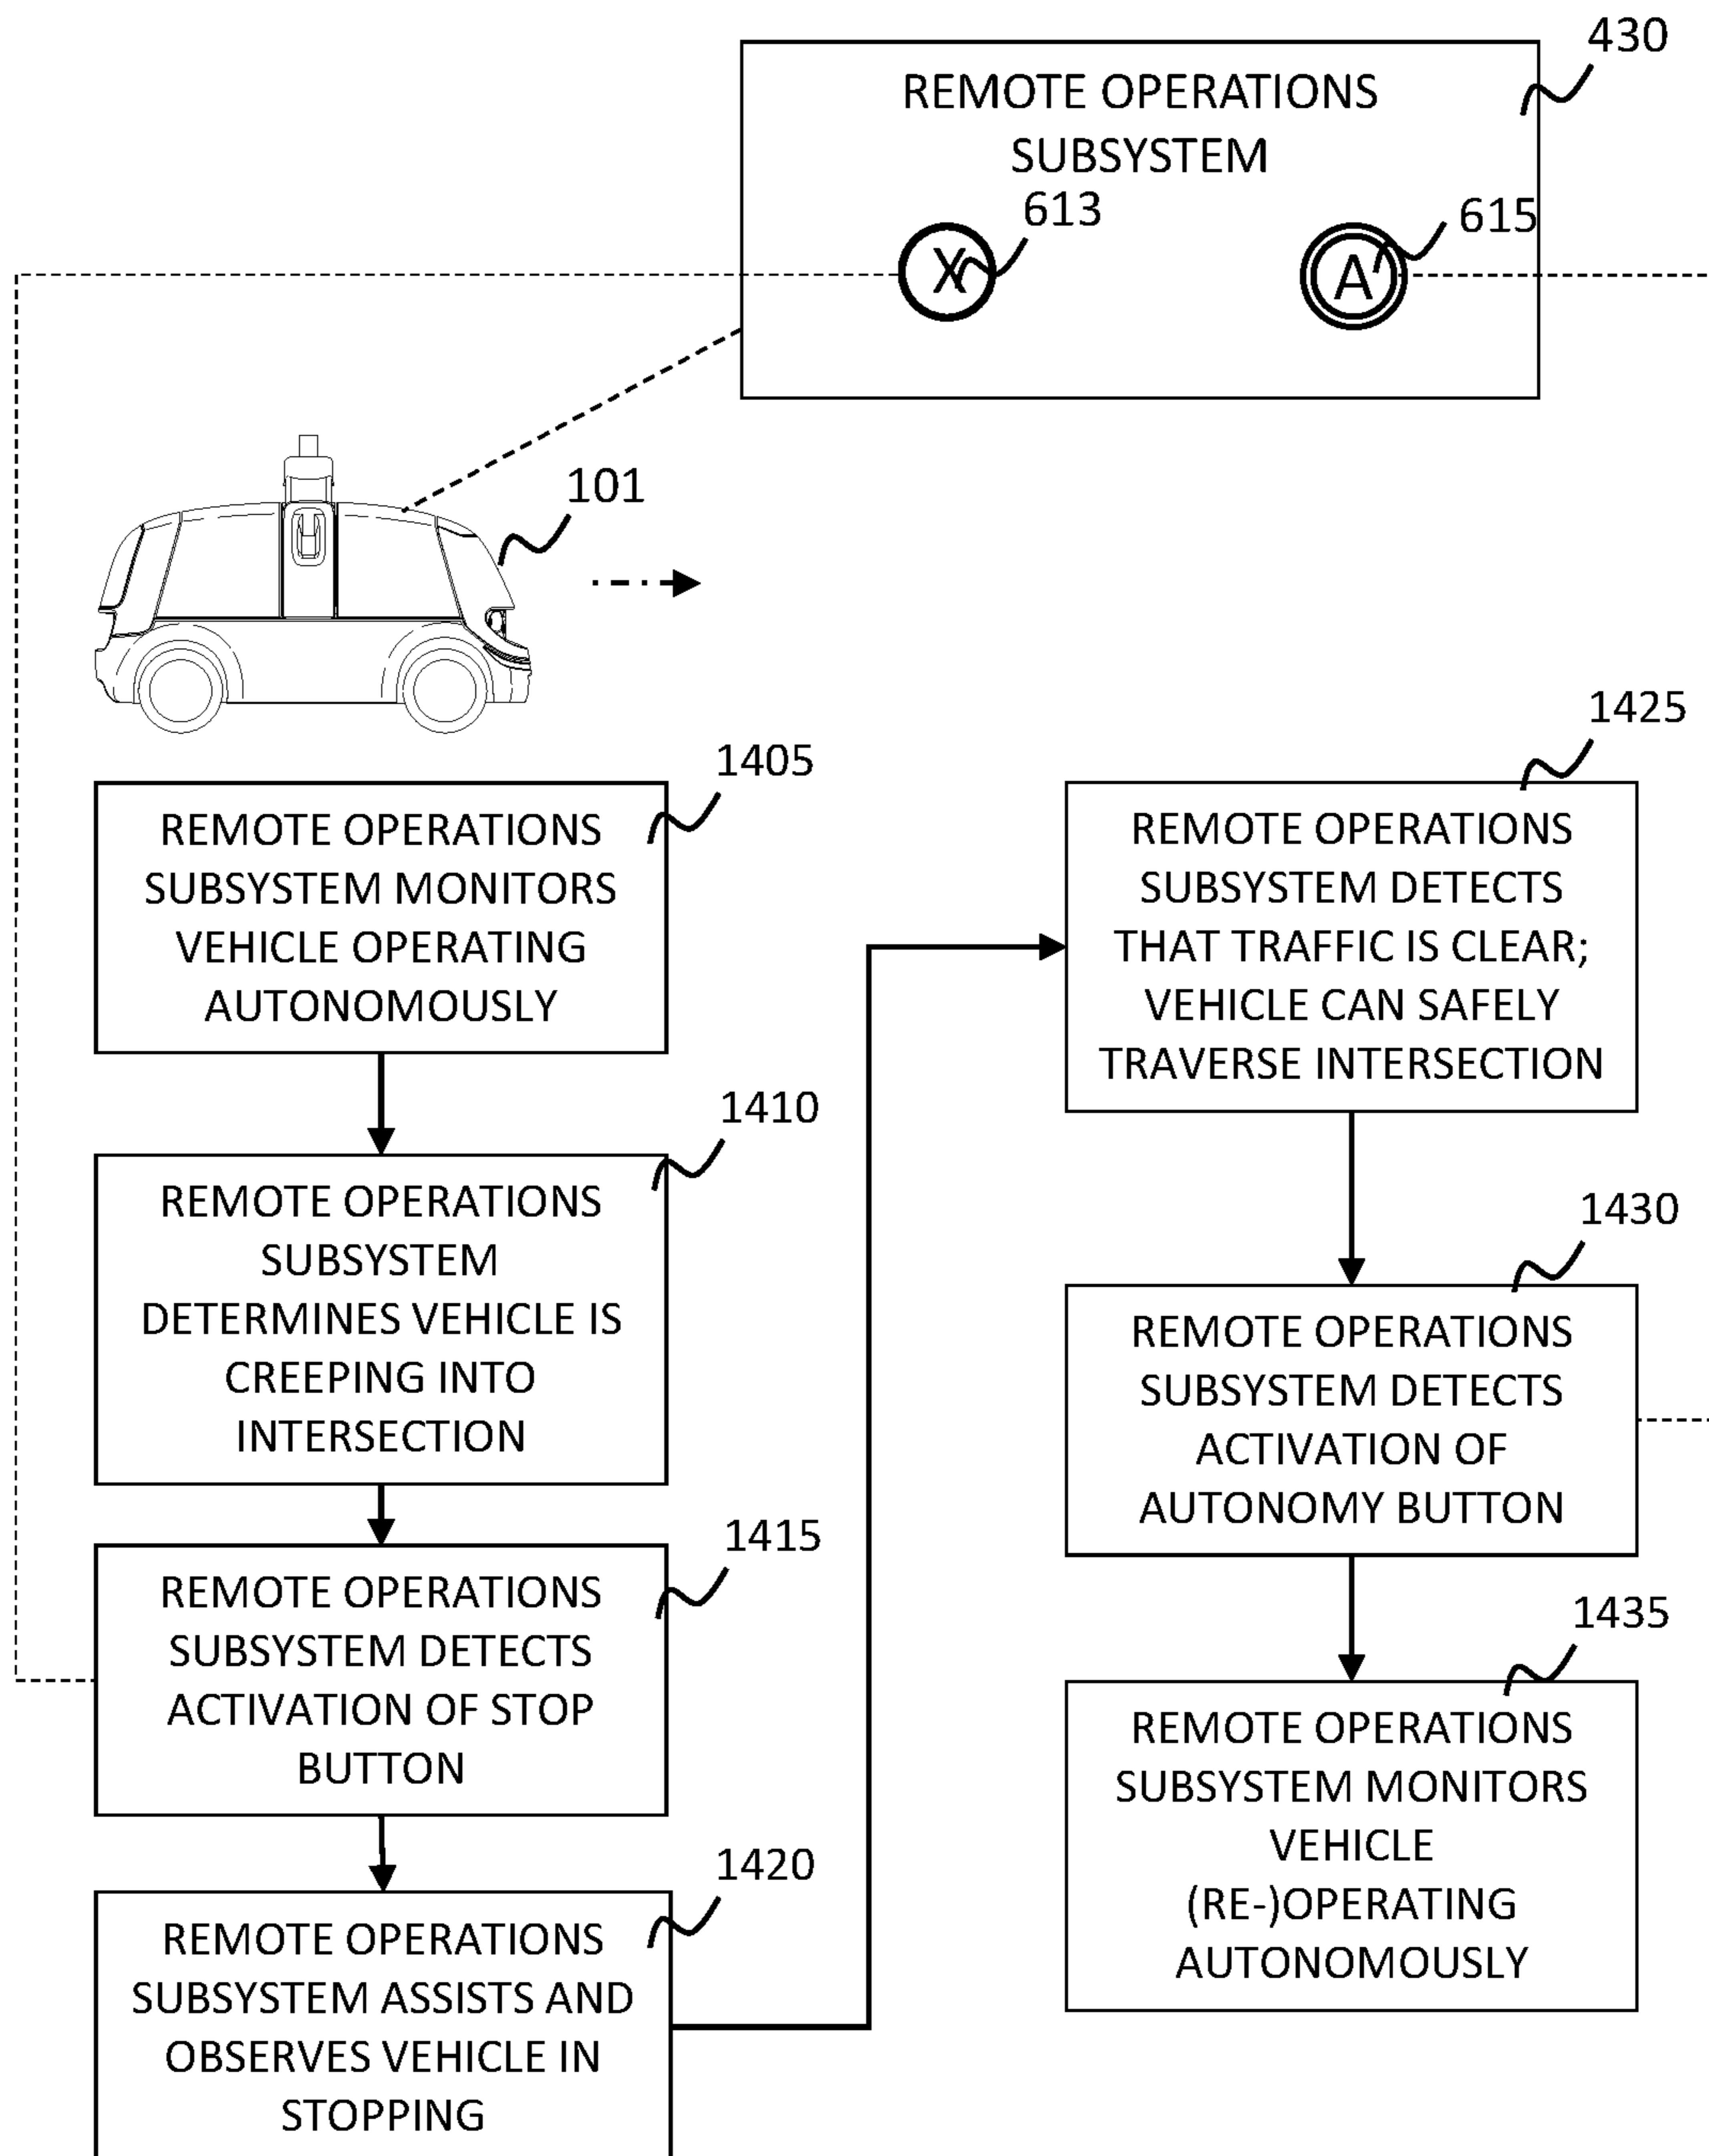 430
REMOTE OPERATIONS
SUBSYSTEM
613
615
X
A
101
1405
REMOTE OPERATIONS
SUBSYSTEM MONITORS
VEHICLE OPERATING
AUTONOMOUSLY
1410
REMOTE OPERATIONS
SUBSYSTEM
DETERMINES VEHICLE IS
CREEPING INTO
INTERSECTION
1415
REMOTE OPERATIONS
SUBSYSTEM DETECTS
ACTIVATION OF STOP
BUTTON
1420
REMOTE OPERATIONS
SUBSYSTEM ASSISTS AND
OBSERVES VEHICLE IN
STOPPING
1425
REMOTE OPERATIONS
SUBSYSTEM DETECTS
THAT TRAFFIC IS CLEAR;
VEHICLE CAN SAFELY
TRAVERSE INTERSECTION
1430
REMOTE OPERATIONS
SUBSYSTEM DETECTS
ACTIVATION OF
AUTONOMY BUTTON
1435
REMOTE OPERATIONS
SUBSYSTEM MONITORS
VEHICLE
(RE-)OPERATING
AUTONOMOUSLY